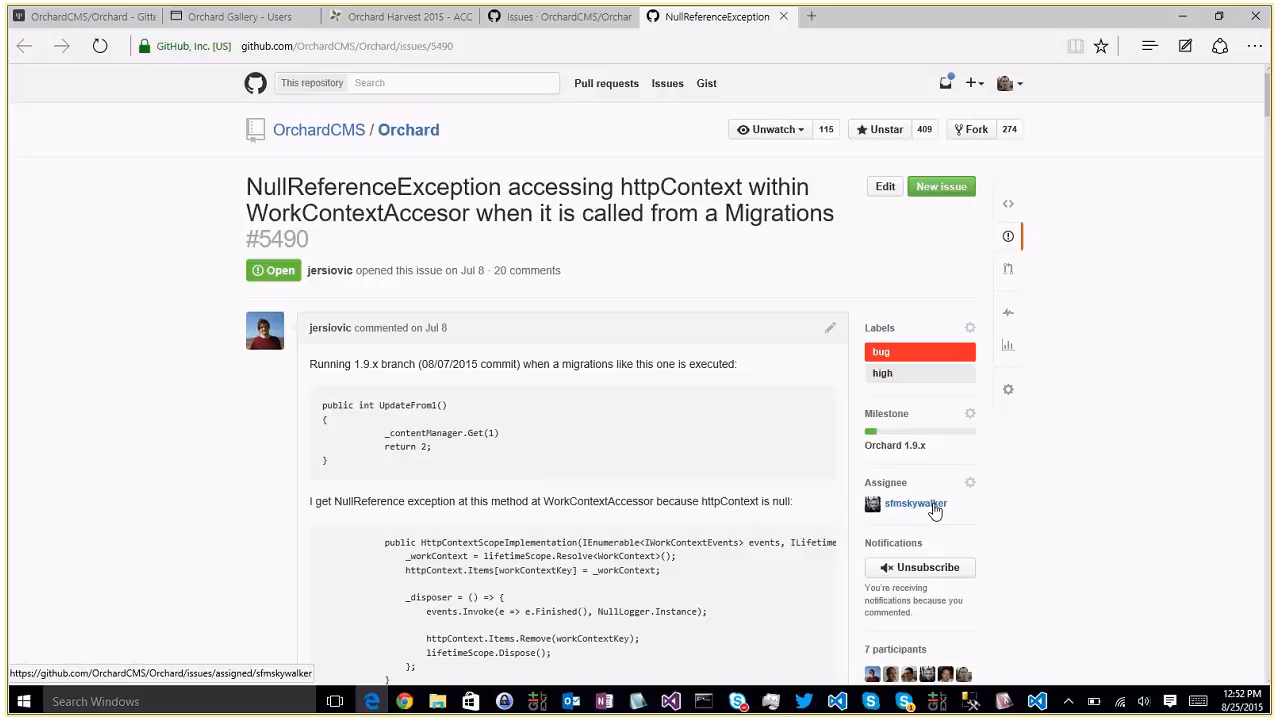 OrchardCMS/Orchard - Gitte
Orchard Gallery - Users
Orchard Harvest 2015 - ACC
Issues · OrchardCMS/Orchar
NullReferenceException
GitHub, Inc. [US] github.com/OrchardCMS/Orchard/issues/5490
This repository Search
Pull requests Issues Gist
OrchardCMS / Orchard
Unwatch 115 Unstar 409 Fork 274
NullReferenceException accessing httpContext within
WorkContextAccesor when it is called from a Migrations
#5490
Edit New issue
Open jersiovic opened this issue on Jul 8 · 20 comments
jersiovic commented on Jul 8
Running 1.9.x branch (08/07/2015 commit) when a migrations like this one is executed:
public int UpdateFrom1()
{
_contentManager.Get(1)
return 2;
}
I get NullReference exception at this method at WorkContextAccessor because httpContext is null:
public HttpContextScopeImplementation(IEnumerable<IWorkContextEvents> events, ILifetime
_workContext = lifetimeScope.Resolve<WorkContext>();
httpContext.Items[workContextKey] = _workContext;
_disposer = () => {
events.Invoke(e => e.Finished(), NullLogger.Instance);
httpContext.Items.Remove(workContextKey);
lifetimeScope.Dispose();
};
}
Labels
bug
high
Milestone
Orchard 1.9.x
Assignee
sfmskywalker
Notifications
Unsubscribe
You're receiving
notifications because you
commented.
7 participants
https://github.com/OrchardCMS/Orchard/issues/assigned/sfmskywalker
Search Windows
12:52 PM
8/25/2015